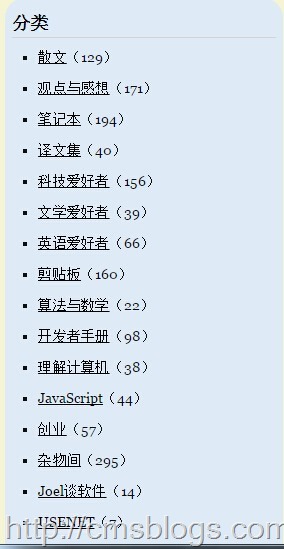 分类
散文（129）
观点与感想（171）
笔记本（194）
译文集（40）
科技爱好者（156）
文学爱好者（39）
英语爱好者（66）
剪贴板（160）
算法与数学（22）
开发者手册（98）
理解计算机（38）
JavaScript（44）
创业（57）
杂物间（295）
Joel谈软件（14）
USENET（7）
http://cmsblogs.com